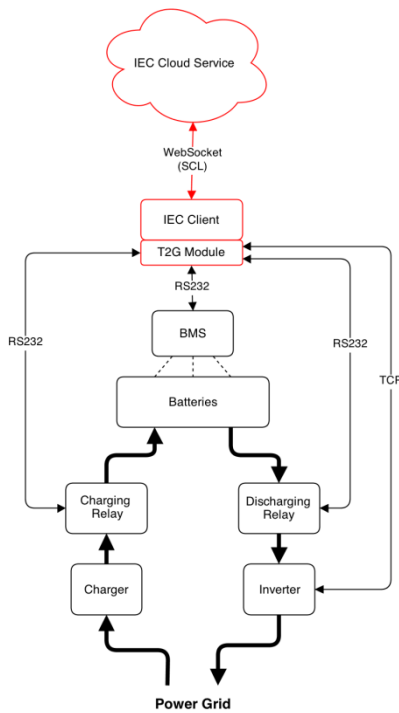 IEC Cloud Service
WebSocket
(SCL)
IEC Client
T2G Module
RS232
BMS
RS232
RS232
TCP
Batteries
Charging
Relay
Discharging
Relay
Charger
Inverter
Power Grid